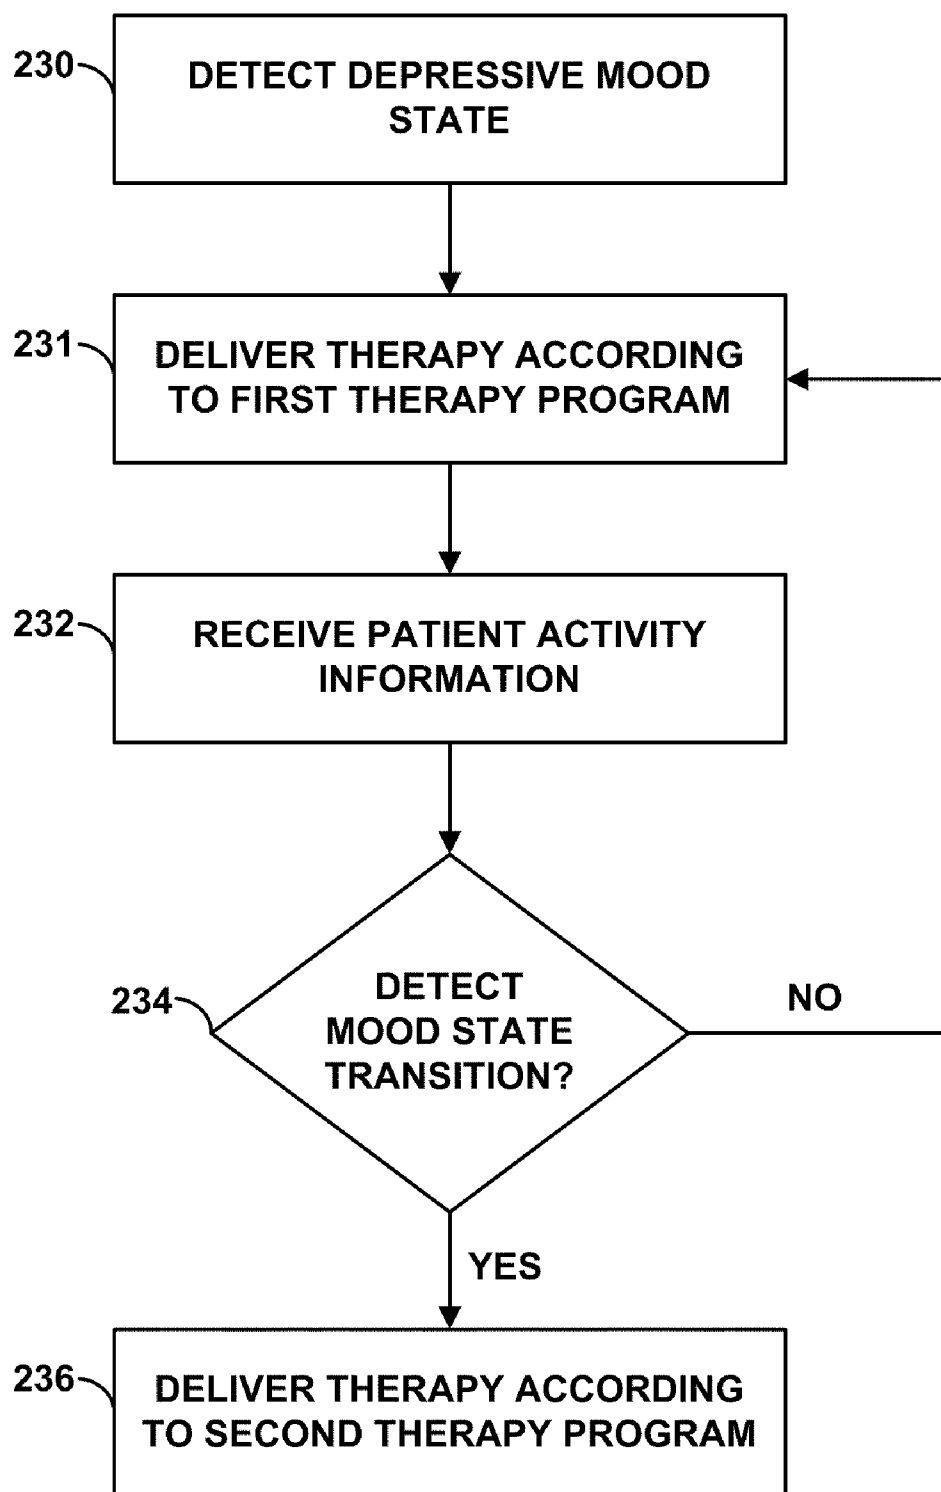 230
DETECT DEPRESSIVE MOOD
STATE
231
DELIVER THERAPY ACCORDING
TO FIRST THERAPY PROGRAM
232
RECEIVE PATIENT ACTIVITY
INFORMATION
234
DETECT
MOOD STATE
TRANSITION?
NO
YES
236
DELIVER THERAPY ACCORDING
TO SECOND THERAPY PROGRAM